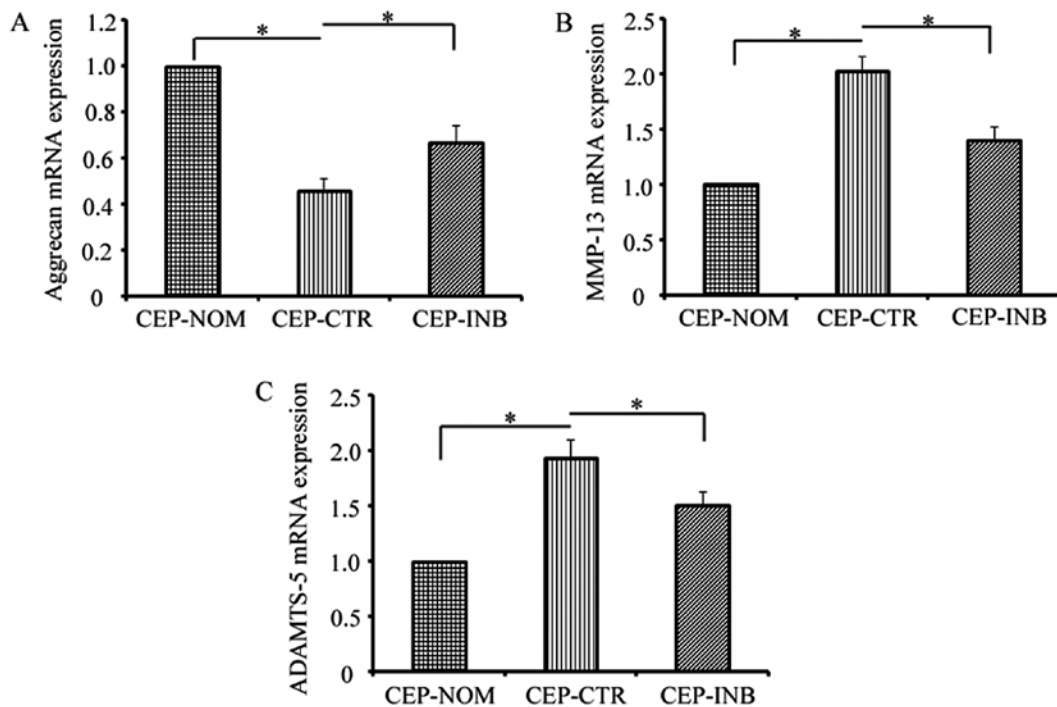 A
Aggrecan mRNA expression
1.2
1.0
0.8
0.6
0.4
0.2
0
*
*
CEP-NOM CEP-CTR CEP-INB
B
MMP-13 mRNA expression
2.5
2.0
1.5
1.0
0.5
0
*
*
CEP-NOM CEP-CTR CEP-INB
C
ADAMTS-5 mRNA expression
2.5
2.0
1.5
1.0
0.5
0
*
*
CEP-NOM CEP-CTR CEP-INB